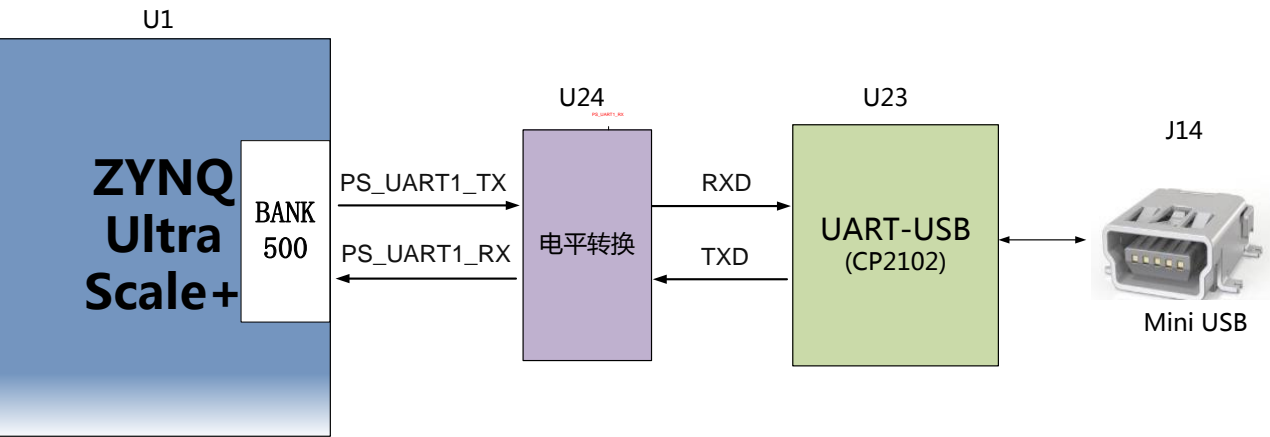 U1
ZYNQ
Ultra
Scale+
BANK
500
PS_UART1_TX
PS_UART1_RX
U24
PS_UART1_RX
电平转换
RXD
TXD
U23
UART-USB
(CP2102)
J14
Mini USB